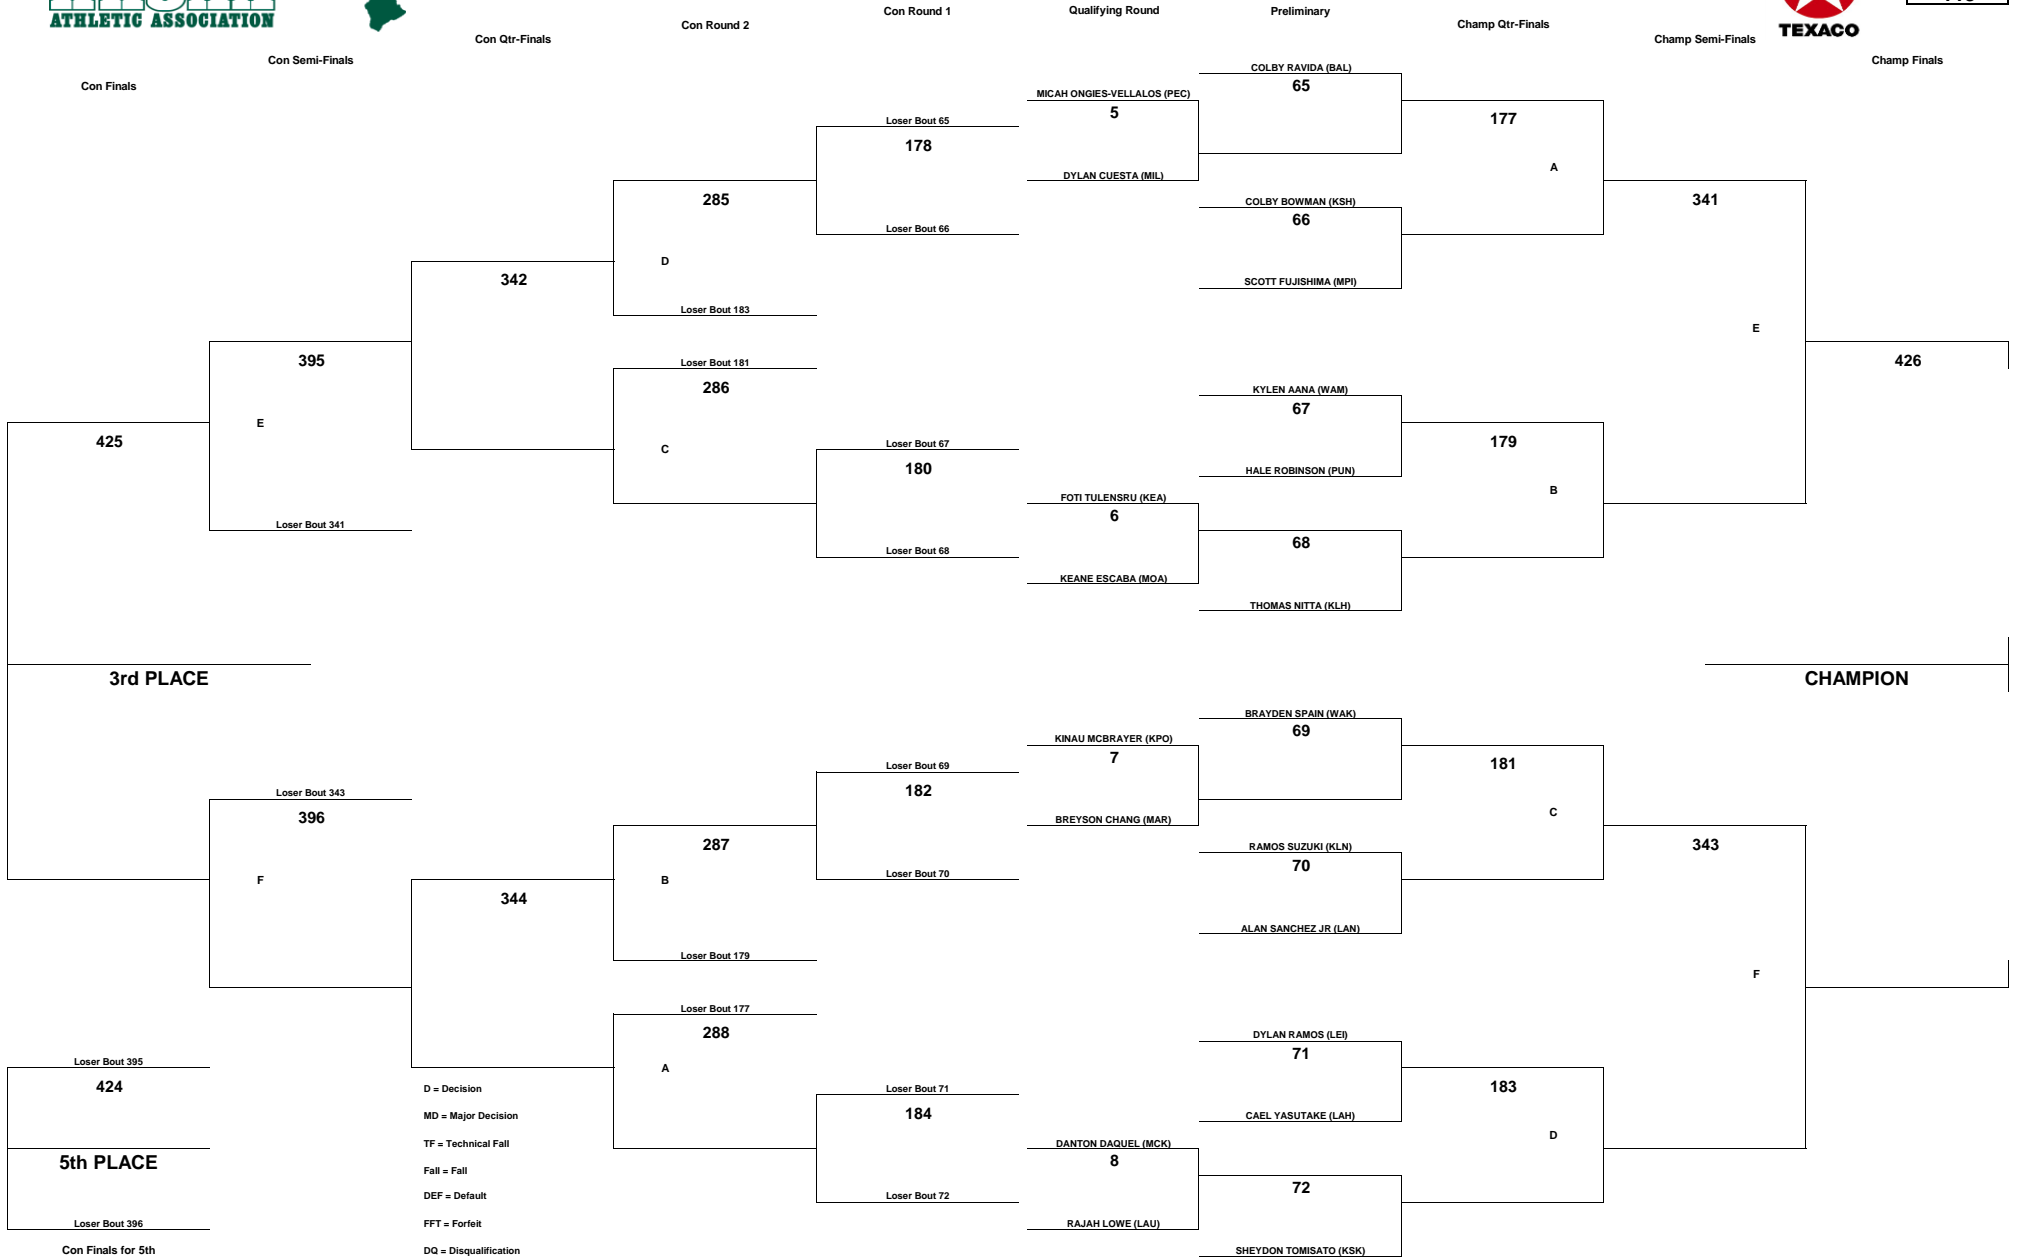 ATHLETIC ASSOCIATION
TEXACO
Con Finals
Con Semi-Finals
Con Qtr-Finals
Con Round 2
Con Round 1
Qualifying Round
Preliminary
Champ Qtr-Finals
Champ Semi-Finals
Champ Finals
COLBY RAVIDA (BAL)
65
MICAH ONGIES-VELLALOS (PEC)
5
DYLAN CUESTA (MIL)
Loser Bout 65
178
Loser Bout 66
177
A
COLBY BOWMAN (KSH)
66
SCOTT FUJISHIMA (MPI)
285
D
Loser Bout 183
341
E
342
Loser Bout 181
286
C
395
E
Loser Bout 341
425
426
KYLEN AANA (WAM)
67
HALE ROBINSON (PUN)
179
B
Loser Bout 67
180
Loser Bout 68
FOTI TULENSRU (KEA)
6
KEANE ESCABA (MOA)
68
THOMAS NITTA (KLH)
3rd PLACE
CHAMPION
BRAYDEN SPAIN (WAK)
69
KINAU MCBRAYER (KPO)
7
BREYSON CHANG (MAR)
Loser Bout 69
182
Loser Bout 70
181
C
RAMOS SUZUKI (KLN)
70
ALAN SANCHEZ JR (LAN)
Loser Bout 343
396
F
287
B
Loser Bout 179
343
F
344
Loser Bout 177
288
A
DYLAN RAMOS (LEI)
71
CAEL YASUTAKE (LAH)
183
D
Loser Bout 71
184
Loser Bout 72
DANTON DAQUEL (MCK)
8
RAJAH LOWE (LAU)
72
SHEYDON TOMISATO (KSK)
Loser Bout 395
424
5th PLACE
Loser Bout 396
Con Finals for 5th
D = Decision
MD = Major Decision
TF = Technical Fall
Fall = Fall
DEF = Default
FFT = Forfeit
DQ = Disqualification